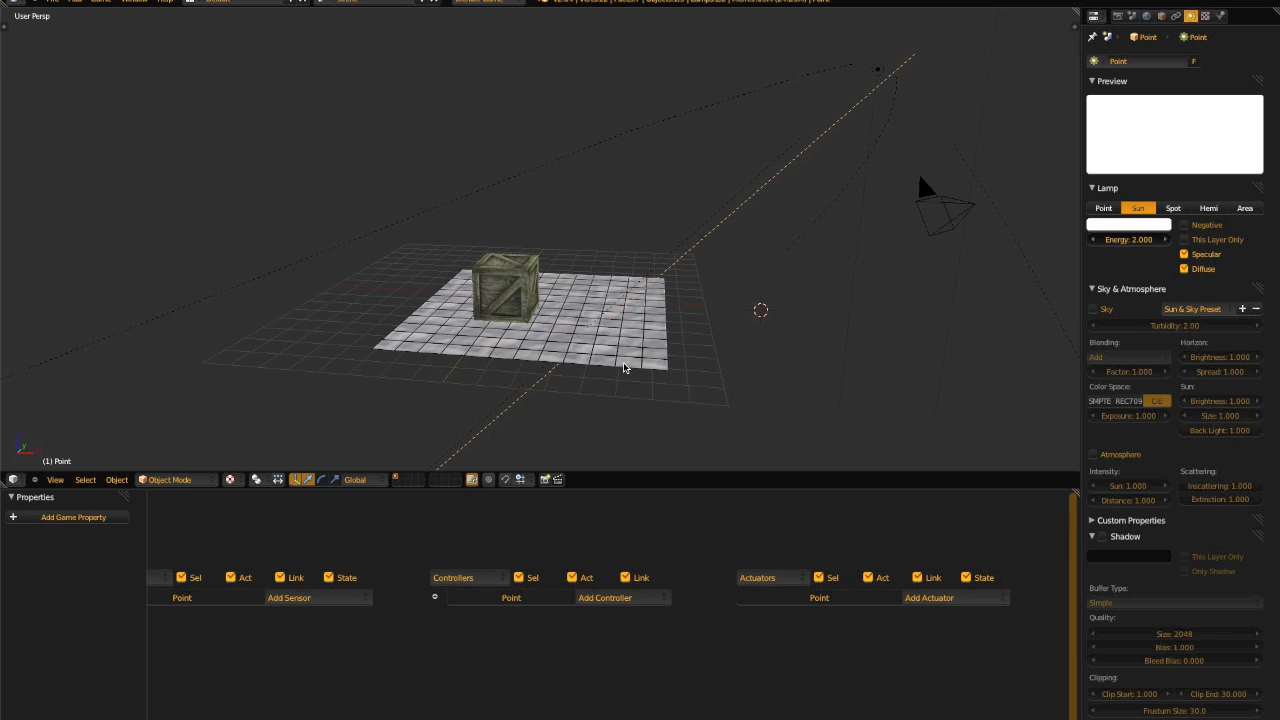 User Persp
(1) Point
View
Select
Object
Object Mode
Global
Properties
Add Game Property
Sel
Act
Link
State
Controllers
Sel
Act
Link
Actuators
Sel
Act
Link
State
Point
Add Sensor
Point
Add Controller
Point
Add Actuator
Point
Point
Point
F
Preview
Lamp
Point
Sun
Spot
Hemi
Area
Negative
Energy: 2.000
This Layer Only
Specular
Diffuse
Sky & Atmosphere
Sky
Sun & Sky Preset
Turbidity: 2.00
Blending:
Horizon:
Add
Brightness: 1.000
Factor: 1.000
Spread: 1.000
Color Space:
Sun:
SMPTE
REC709
CIE
Brightness: 1.000
Exposure: 1.000
Size: 1.000
Back Light: 1.000
Atmosphere
Intensity:
Scattering:
Sun: 1.000
Inscattering: 1.000
Distance: 1.000
Extinction: 1.000
Custom Properties
Shadow
This Layer Only
Only Shadow
Buffer Type:
Simple
Quality:
Size: 2048
Bias: 1.000
Bleed Bias: 0.000
Clipping:
Clip Start: 1.000
Clip End: 30.000
Frustum Size: 30.0